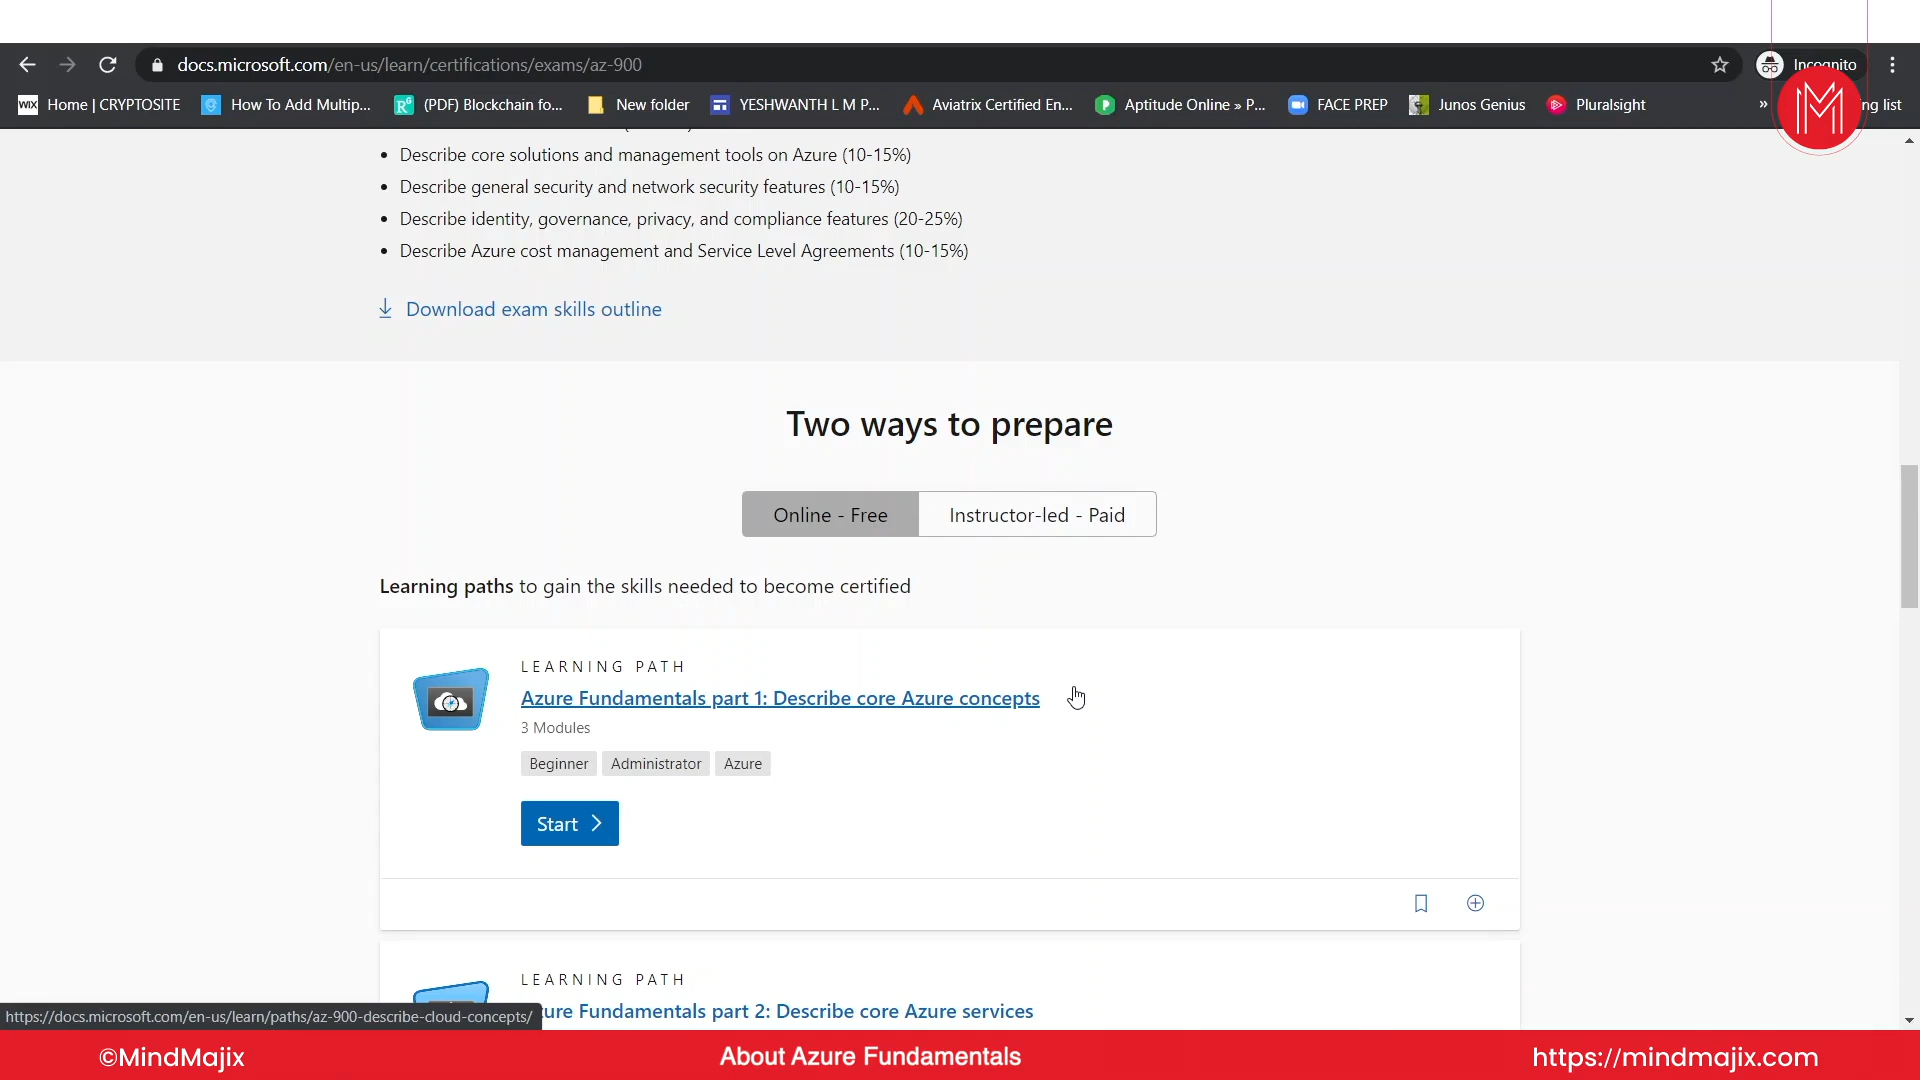 docs.microsoft.com/en-us/learn/certifications/exams/az-900
Incognito
WIX Home | CRYPTOSITE
How To Add Multip...
(PDF) Blockchain fo...
New folder
YESHWANTH L M P...
Aviatrix Certified En...
Aptitude Online » P...
FACE PREP
Junos Genius
Pluralsight
»
list
• Describe core solutions and management tools on Azure (10-15%)
• Describe general security and network security features (10-15%)
• Describe identity, governance, privacy, and compliance features (20-25%)
• Describe Azure cost management and Service Level Agreements (10-15%)
Download exam skills outline
Two ways to prepare
Online - Free
Instructor-led - Paid
Learning paths to gain the skills needed to become certified
LEARNING PATH
Azure Fundamentals part 1: Describe core Azure concepts
3 Modules
Beginner Administrator Azure
Start
LEARNING PATH
ure Fundamentals part 2: Describe core Azure services
https://docs.microsoft.com/en-us/learn/paths/az-900-describe-cloud-concepts/
©MindMajix
About Azure Fundamentals
https://mindmajix.com